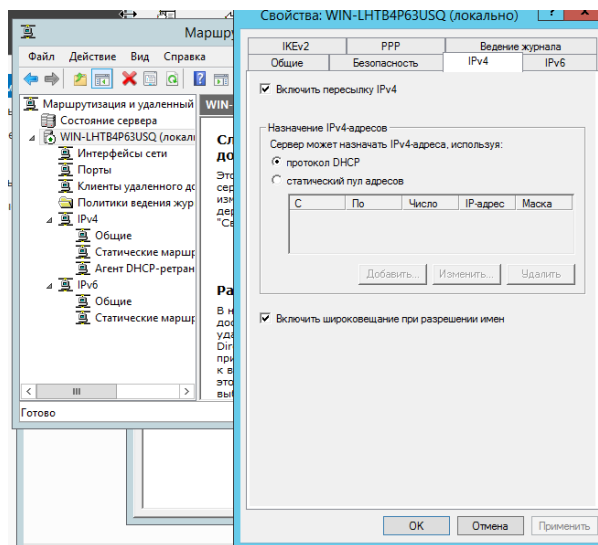 Маршру
Файл Действие Вид Справка
Маршрутизация и удаленный
Состояние сервера
WIN-LHTB4P63USQ (локали
Интерфейсы сети
Порты
Клиенты удаленного дс
Политики ведения жур
IPv4
Общие
Статические маршр
Агент DHCP-ретран
IPv6
Общие
Статические маршр
Готово
WIN-
Сл
до
Это
сер
изм
дер
"Св
Ра
В н
дос
уда
Dir
при
к в
это
выб
Свойства: WIN-LHTB4P63USQ (локально)
? x
IKEv2 PPP Ведение журнала
Общие Безопасность IPv4 IPv6
Включить пересылку IPv4
Назначение IPv4-адресов
Сервер может назначать IPv4-адреса, используя:
протокол DHCP
статический пул адресов
С По Число IP-адрес Маска
Добавить... Изменить... Удалить
Включить широковещание при разрешении имен
OK Отмена Применить